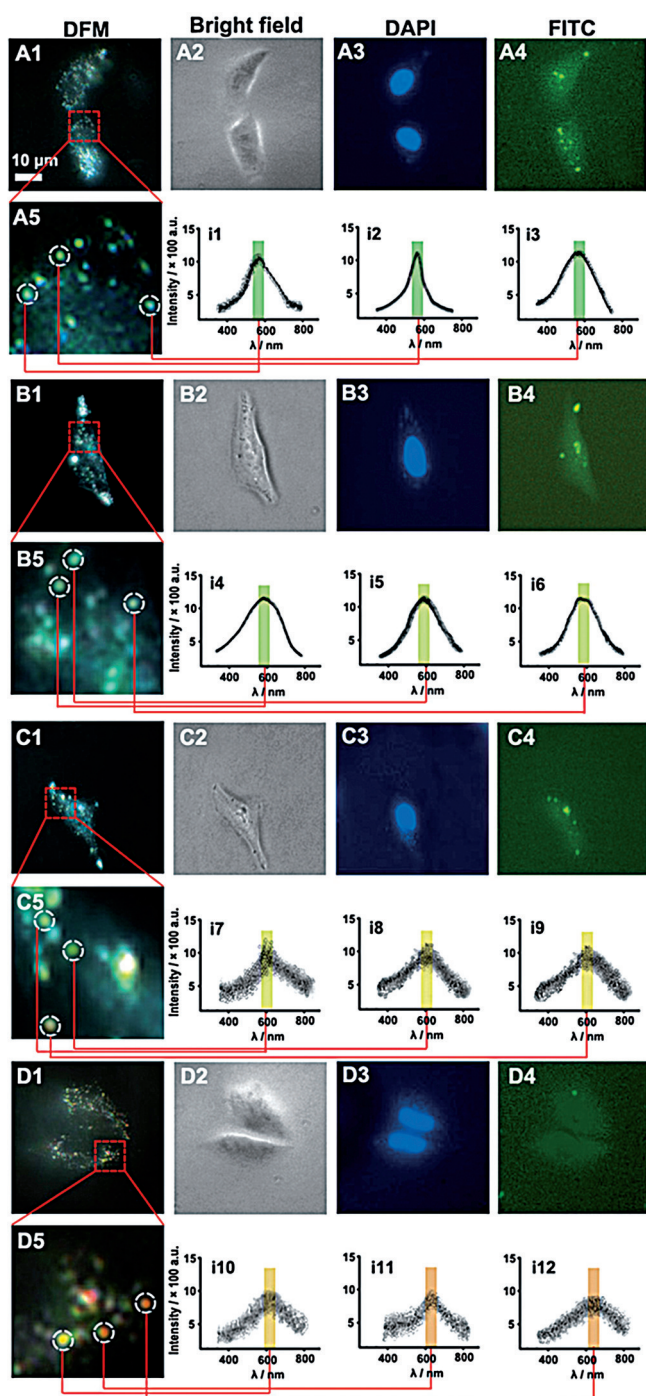 DFM Bright field DAPI FITC
A1 A2 A3 A4
10 μm
A5 i1 i2 i3
Intensity / × 100 a.u.
15 15 15
10 10 10
5 5 5
400 600 800 400 600 800 400 600 800
λ / nm λ / nm λ / nm
B1 B2 B3 B4
B5 i4 i5 i6
Intensity / × 100 a.u.
15 15 15
10 10 10
5 5 5
400 600 800 400 600 800 400 600 800
λ / nm λ / nm λ / nm
C1 C2 C3 C4
C5 i7 i8 i9
Intensity / × 100 a.u.
15 15 15
10 10 10
5 5 5
400 600 800 400 600 800 400 600 800
λ / nm λ / nm λ / nm
D1 D2 D3 D4
D5 i10 i11 i12
Intensity / × 100 a.u.
15 15 15
10 10 10
5 5 5
400 600 800 400 600 800 400 600 800
λ / nm λ / nm λ / nm